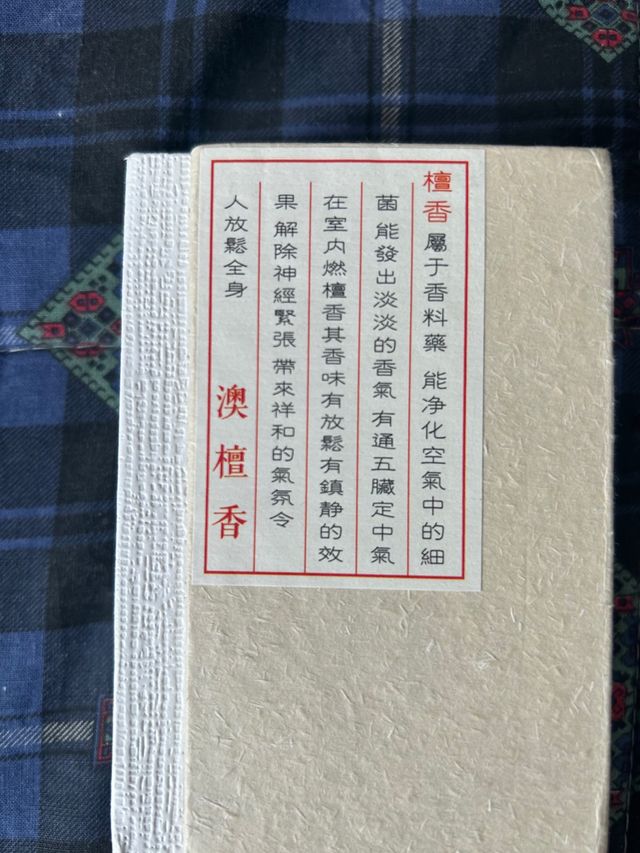 檀香屬于香料藥 能净化空氣中的細
菌 能發出淡淡的香氣 有通五臟定中氣
在室内燃檀香其香味有放鬆有鎮静的效
果 解除神經緊張 帶來祥和的氣氛令
人放鬆全身
澳檀香